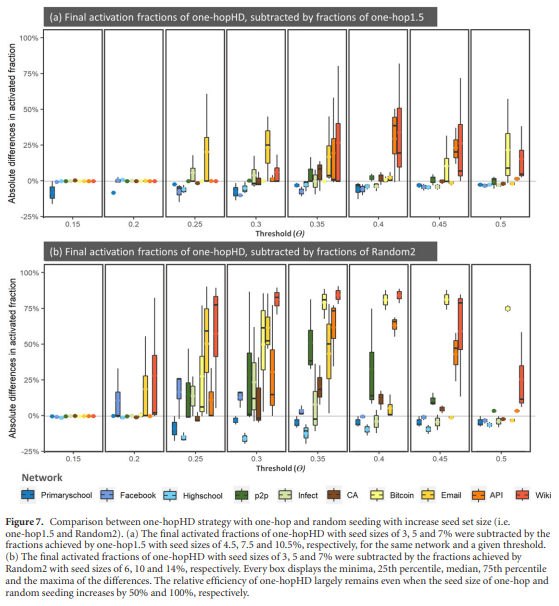 (a) Final activation fractions of one-hopHD, subtracted by fractions of one-hop1.5
Absolute differences in activated fraction
100%
75%
50%
25%
0%
-25%
0.15 0.2 0.25 0.3 0.35 0.4 0.45 0.5
Threshold (Θ)
(b) Final activation fractions of one-hopHD, subtracted by fractions of Random2
Absolute differences in activated fraction
100%
75%
50%
25%
0%
-25%
0.15 0.2 0.25 0.3 0.35 0.4 0.45 0.5
Threshold (Θ)
Network
Primaryschool Facebook Highschool p2p Infect CA Bitcoin Email API Wiki
Figure 7. Comparison between one-hopHD strategy with one-hop and random seeding with increase seed set size (i.e.
one-hop1.5 and Random2). (a) The final activated fractions of one-hopHD with seed sizes of 3, 5 and 7% were subtracted by the
fractions achieved by one-hop1.5 with seed sizes of 4.5, 7.5 and 10.5%, respectively, for the same network and a given threshold.
(b) The final activated fractions of one-hopHD with seed sizes of 3, 5 and 7% were subtracted by the fractions achieved by
Random2 with seed sizes of 6, 10 and 14%, respectively. Every box displays the minima, 25th percentile, median, 75th percentile
and the maxima of the differences. The relative efficiency of one-hopHD largely remains even when the seed size of one-hop and
random seeding increases by 50% and 100%, respectively.